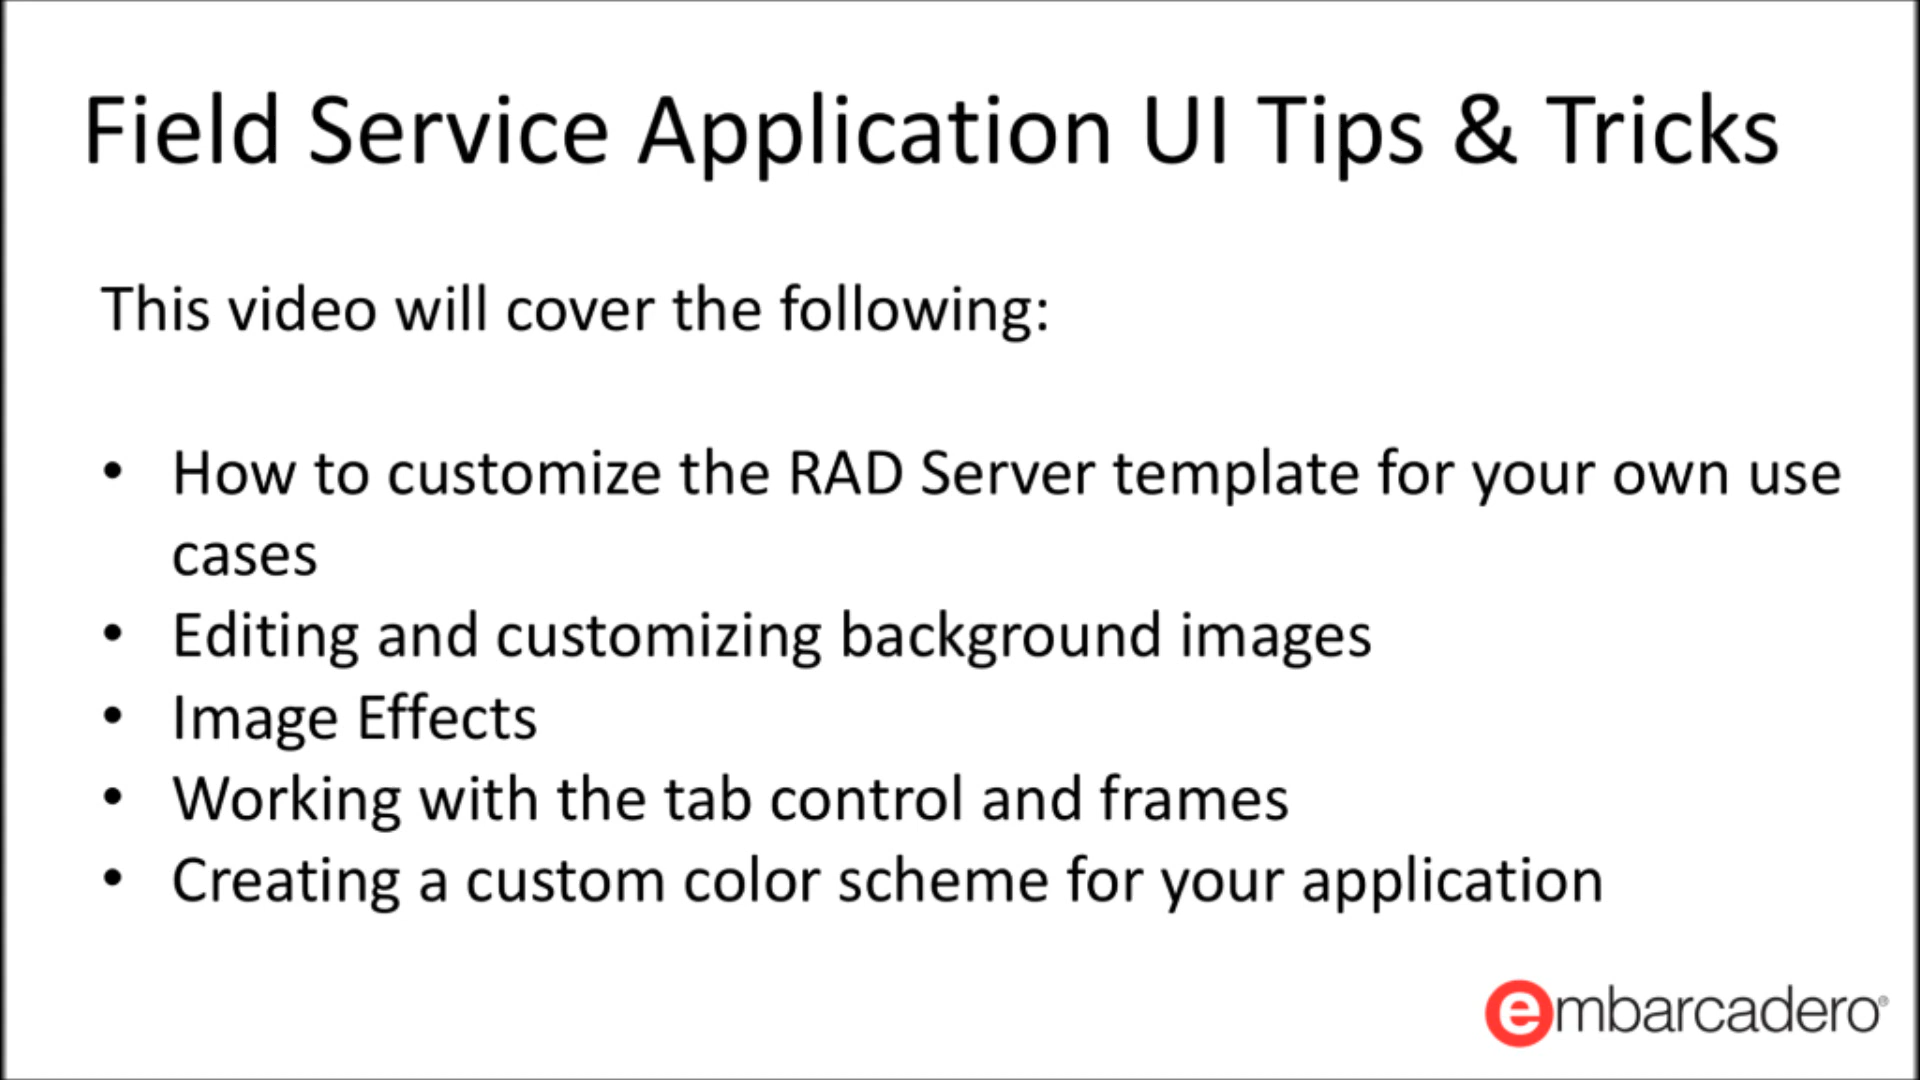 Field Service Application UI Tips & Tricks
This video will cover the following:
• How to customize the RAD Server template for your own use
cases
• Editing and customizing background images
• Image Effects
• Working with the tab control and frames
• Creating a custom color scheme for your application
embarcadero®